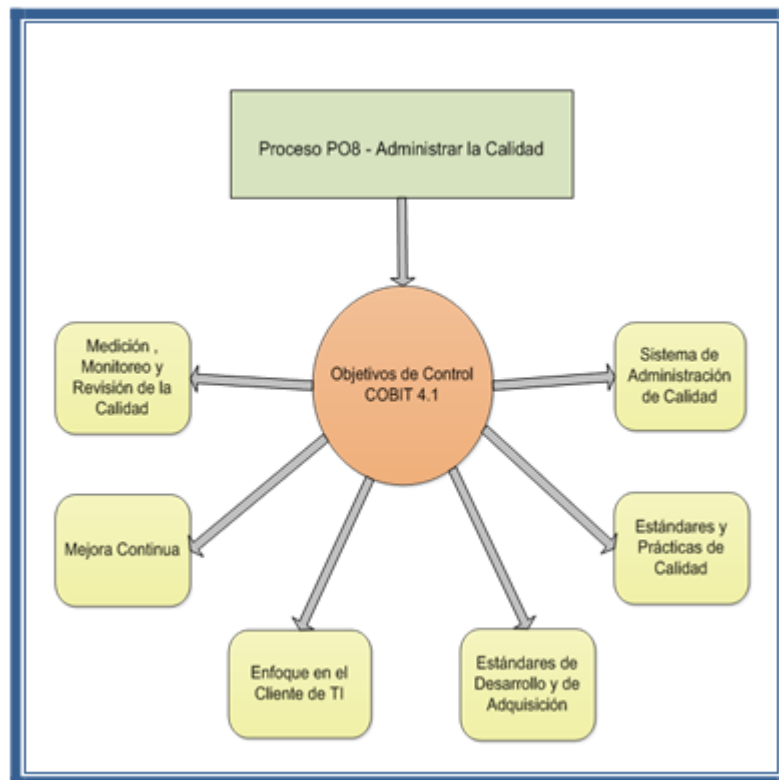 Proceso PO8 - Administrar la Calidad
Objetivos de Control
COBIT 4.1
Medición ,
Monitoreo y
Revisión de la
Calidad
Sistema de
Administración
de Calidad
Mejora Continua
Estándares y
Prácticas de
Calidad
Enfoque en el
Cliente de TI
Estándares de
Desarrollo y de
Adquisición